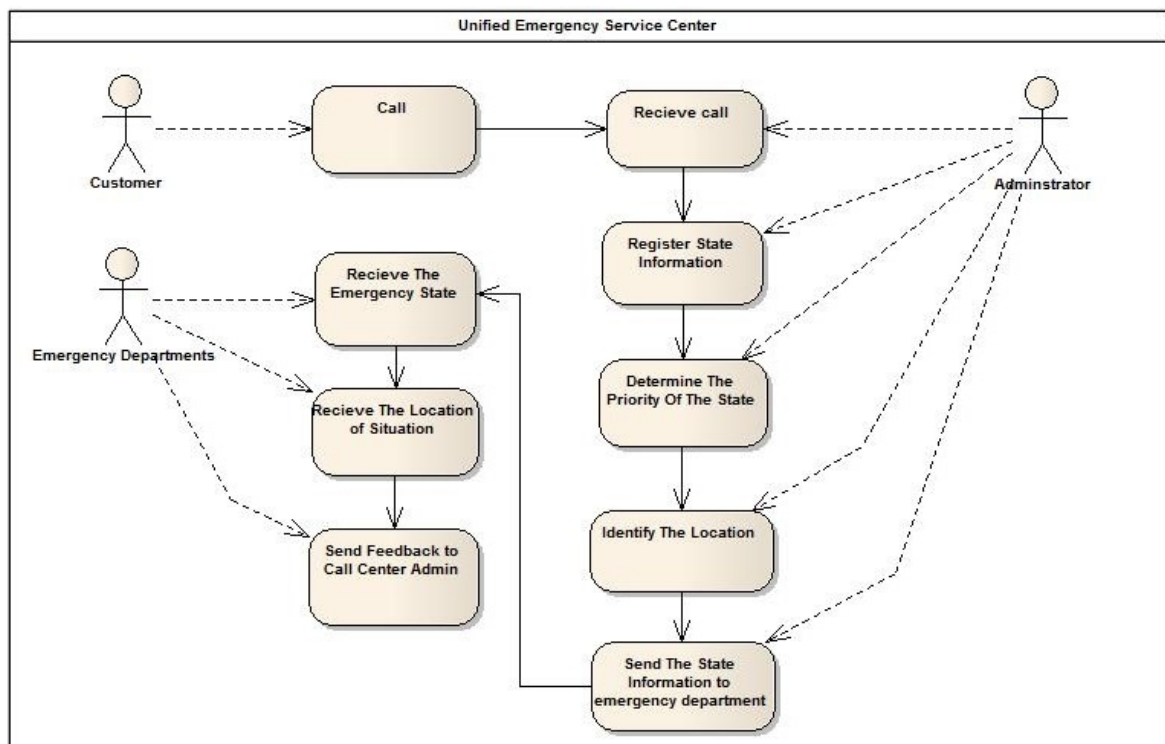 Unified Emergency Service Center
Customer
Call
Recieve call
Adminstrator
Register State
Information
Emergency Departments
Recieve The
Emergency State
Determine The
Priority Of The State
Recieve The Location
of Situation
Identify The Location
Send Feedback to
Call Center Admin
Send The State
Information to
emergency department